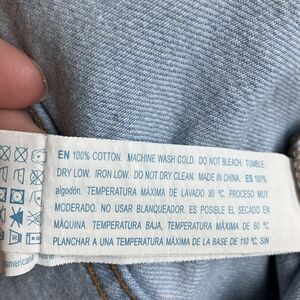 EN 100% COTTON. MACHINE WASH COLD. DO NOT BLEACH. TUMBLE
DRY LOW. IRON LOW. DO NOT DRY CLEAN. MADE IN CHINA. ES 100%
algodón. TEMPERATURA MÁXIMA DE LAVADO 30 ºC. PROCESO MUY
MODERADO. NO USAR BLANQUEADOR. ES POSIBLE EL SECADO EN
MÁQUINA. TEMPERATURA BAJA, TEMPERATURA MÁXIMA DE 60 ºC.
PLANCHAR A UNA TEMPERATURA MÁXIMA DE LA BASE DE 110 ºC, SIN